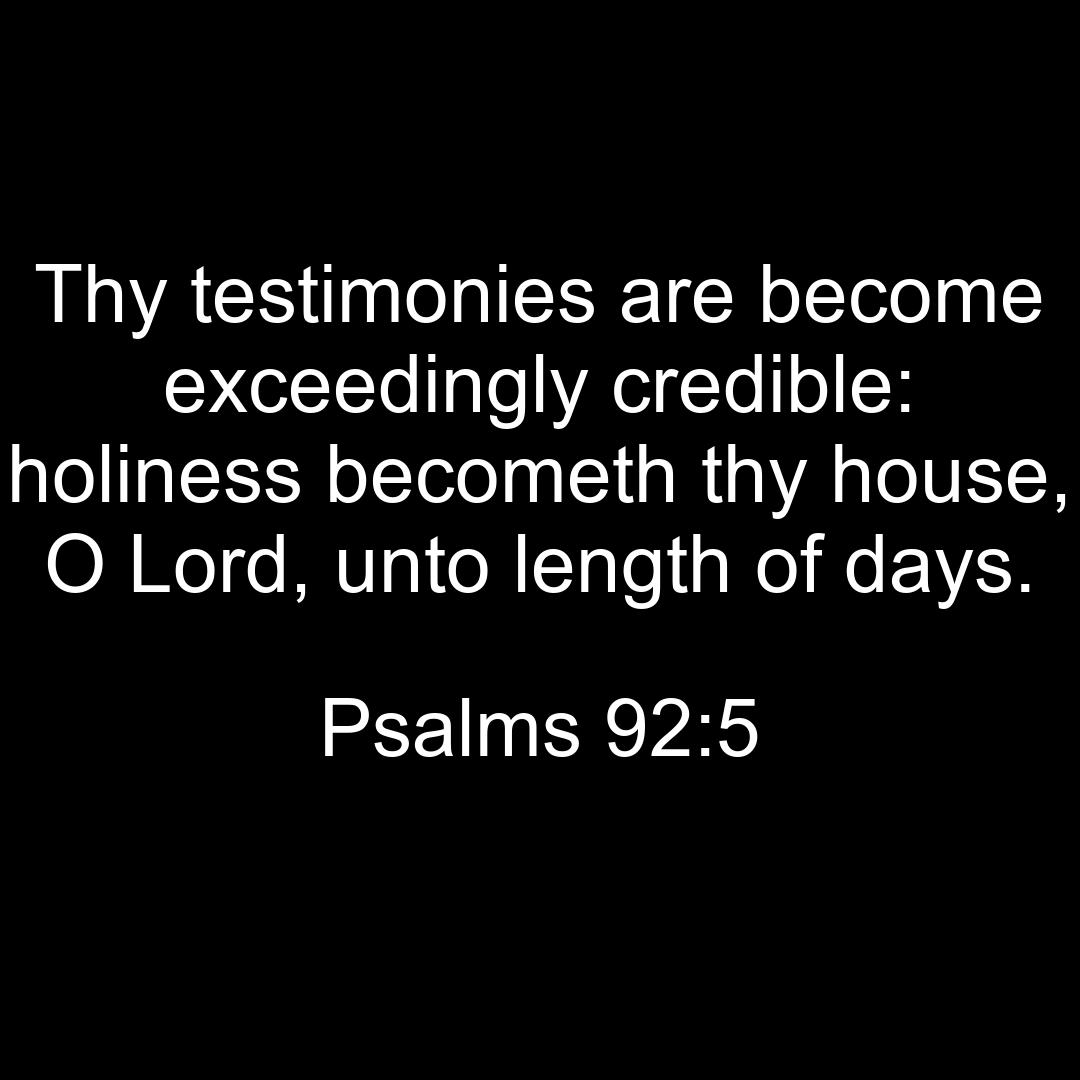 Thy testimonies are become
exceedingly credible:
holiness becometh thy house,
O Lord, unto length of days.
Psalms 92:5